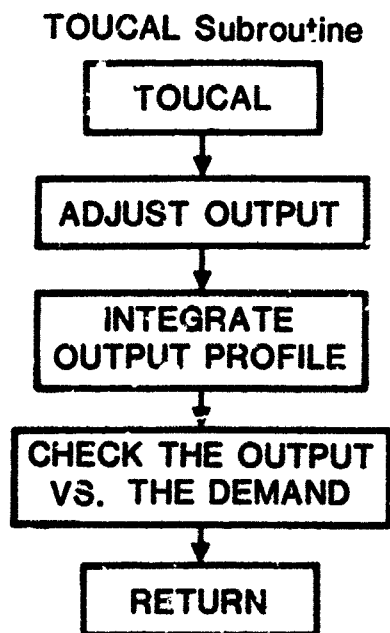 TOUCAL Subroutine
TOUCAL
ADJUST OUTPUT
INTEGRATE
OUTPUT PROFILE
CHECK THE OUTPUT
VS. THE DEMAND
RETURN